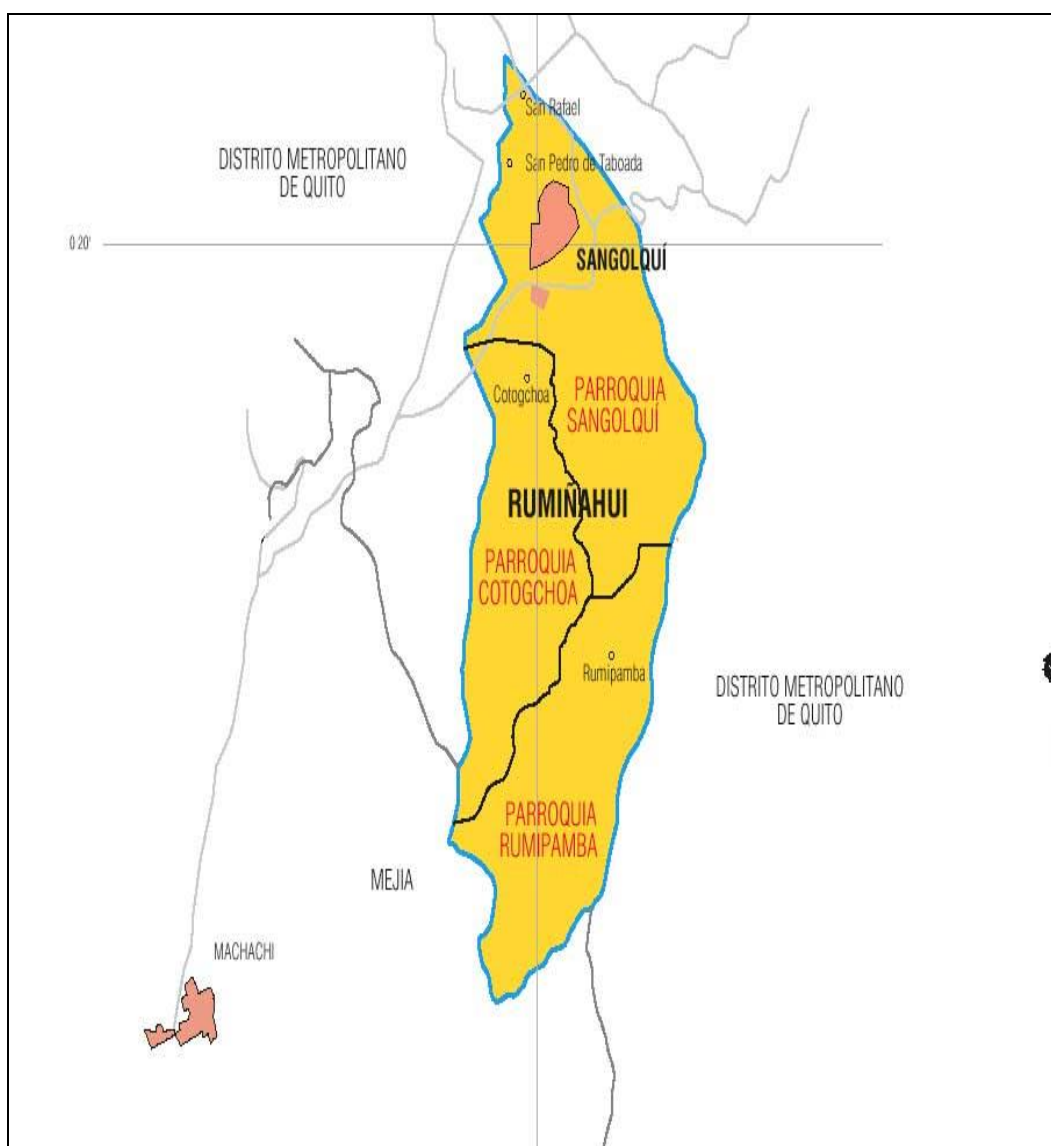 San Rafael
DISTRITO METROPOLITANO
DE QUITO
San Pedro de Taboada
0 20'
SANGOLQUÍ
Cotogchoa
PARROQUIA
SANGOLQUÍ
RUMIÑAHUI
PARROQUIA
COTOGCHOA
Rumipamba
DISTRITO METROPOLITANO
DE QUITO
PARROQUIA
RUMIPAMBA
MEJIA
MACHACHI